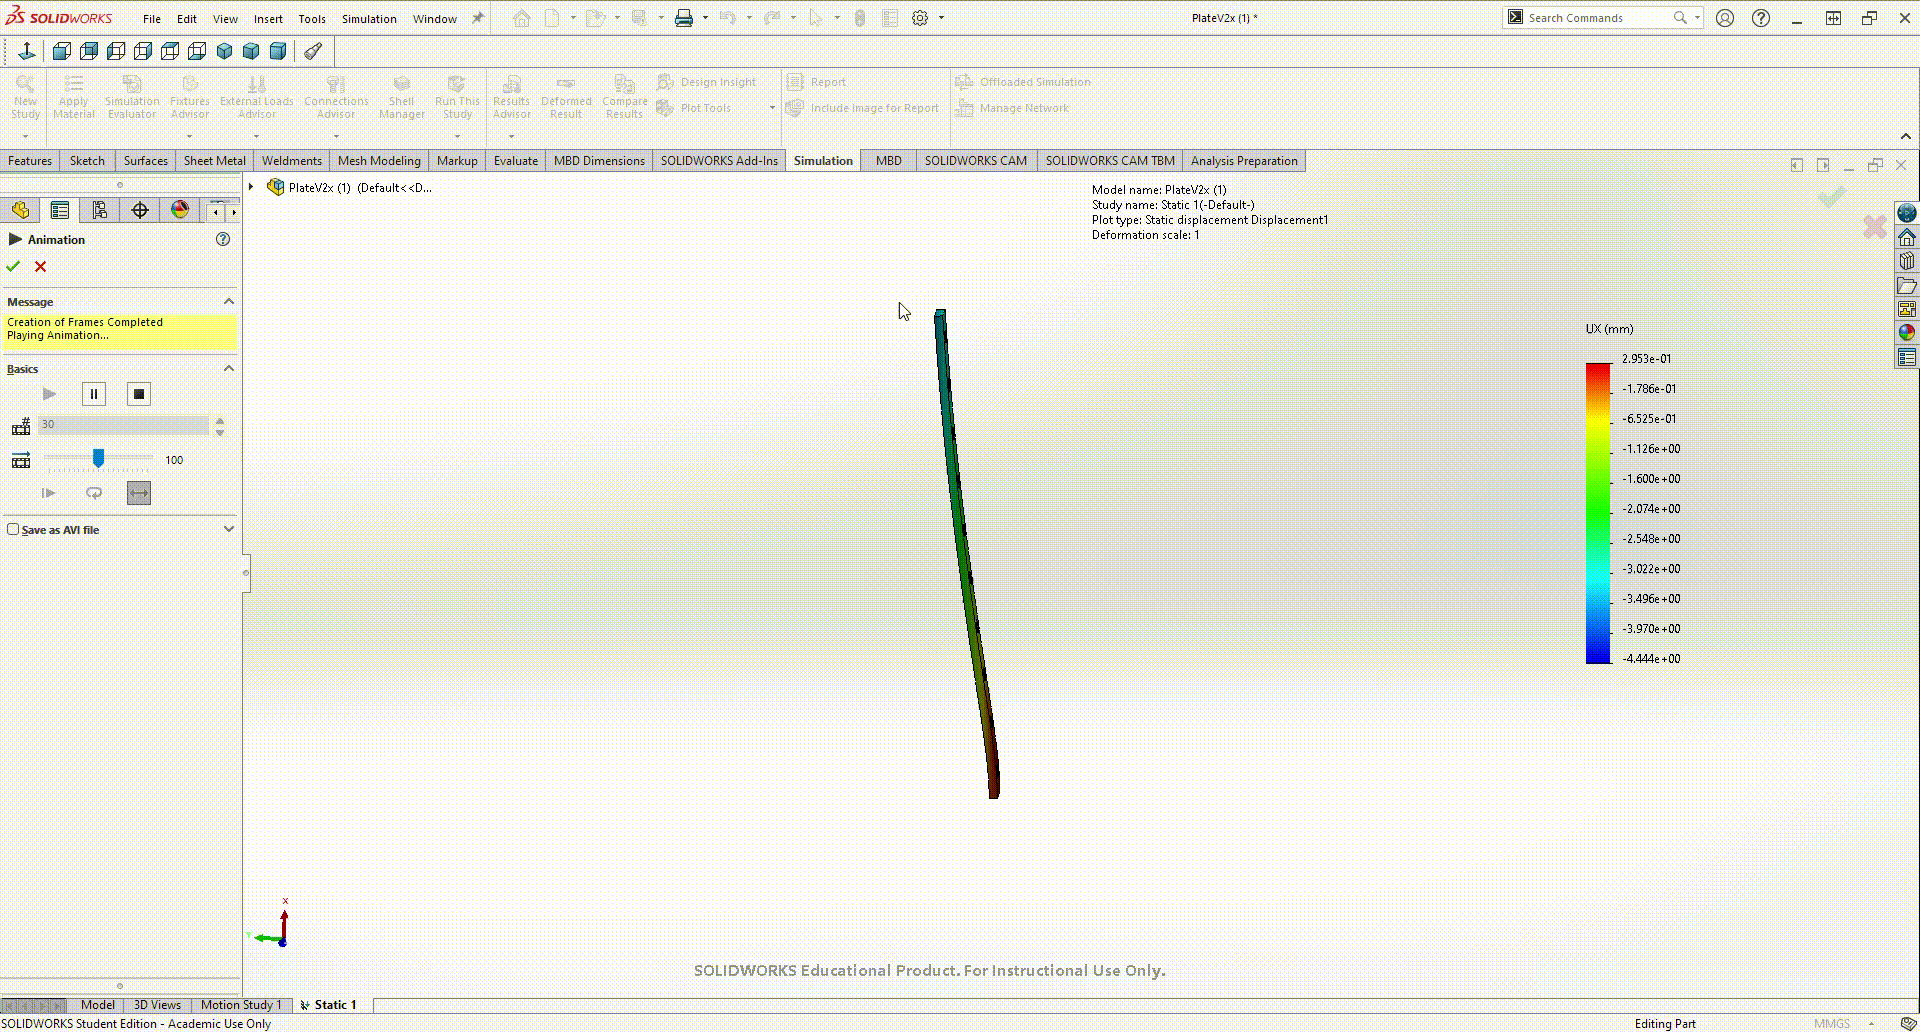 SOLIDWORKS File Edit View Insert Tools Simulation Window PlateV2x (1) * Search Commands
New Study
Apply Material
Simulation Evaluator
Fixtures Advisor
External Loads Advisor
Connections Advisor
Shell Manager
Run This Study
Results Advisor
Deformed Result
Compare Results
Design Insight
Plot Tools
Report
Include Image for Report
Offloaded Simulation
Manage Network
Features Sketch Surfaces Sheet Metal Weldments Mesh Modeling Markup Evaluate MBD Dimensions SOLIDWORKS Add-Ins Simulation MBD SOLIDWORKS CAM SOLIDWORKS CAM TBM Analysis Preparation
PlateV2x (1) (Default<<D...
Model name: PlateV2x (1)
Study name: Static 1(-Default-)
Plot type: Static displacement Displacement1
Deformation scale: 1
Animation
Message
Creation of Frames Completed
Playing Animation...
Basics
30
100
Save as AVI file
UX (mm)
2.953e-01
-1.786e-01
-6.525e-01
-1.126e+00
-1.600e+00
-2.074e+00
-2.548e+00
-3.022e+00
-3.496e+00
-3.970e+00
-4.444e+00
X
Y
SOLIDWORKS Educational Product. For Instructional Use Only.
Model 3D Views Motion Study 1 Static 1
SOLIDWORKS Student Edition - Academic Use Only Editing Part MMGS